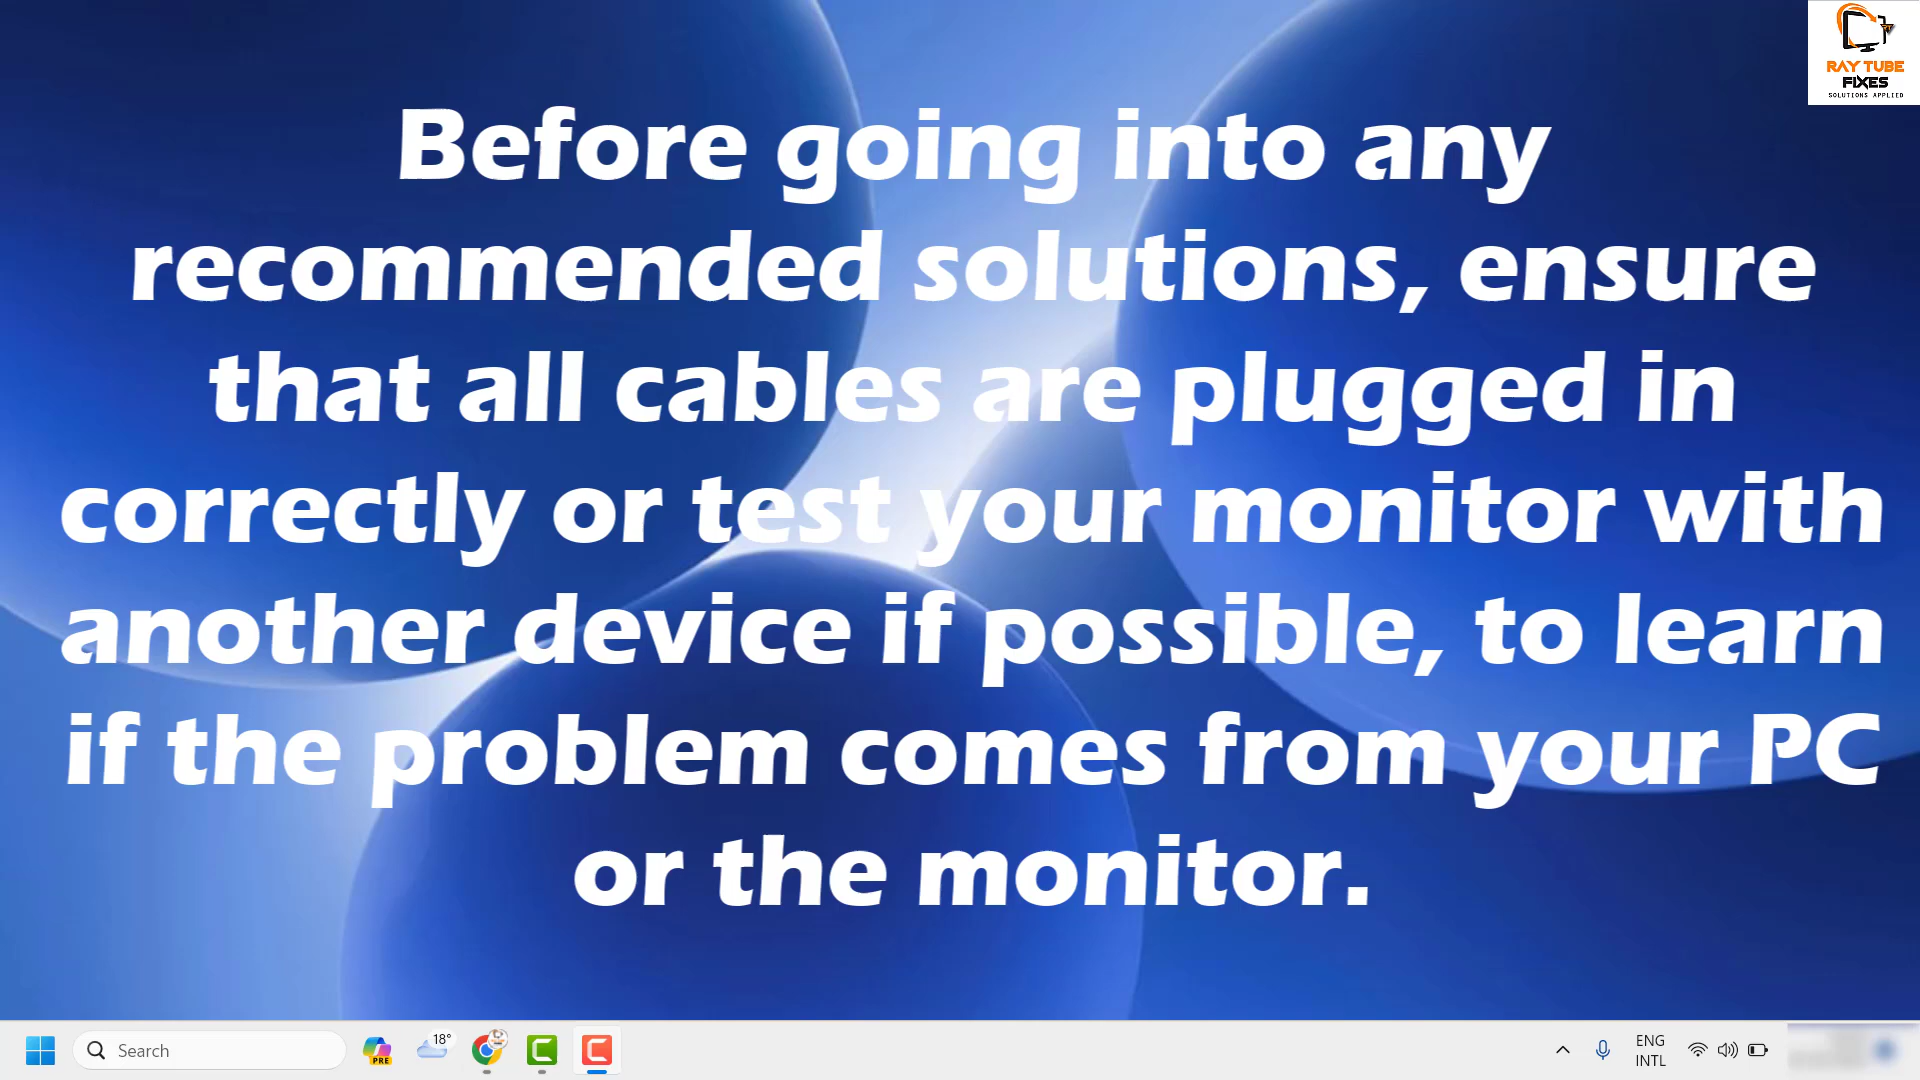 RAY TUBE
FIXES
SOLUTIONS APPLIED
Before going into any
recommended solutions, ensure
that all cables are plugged in
correctly or test your monitor with
another device if possible, to learn
if the problem comes from your PC
or the monitor.
Search
PRE
18°
ENG
INTL